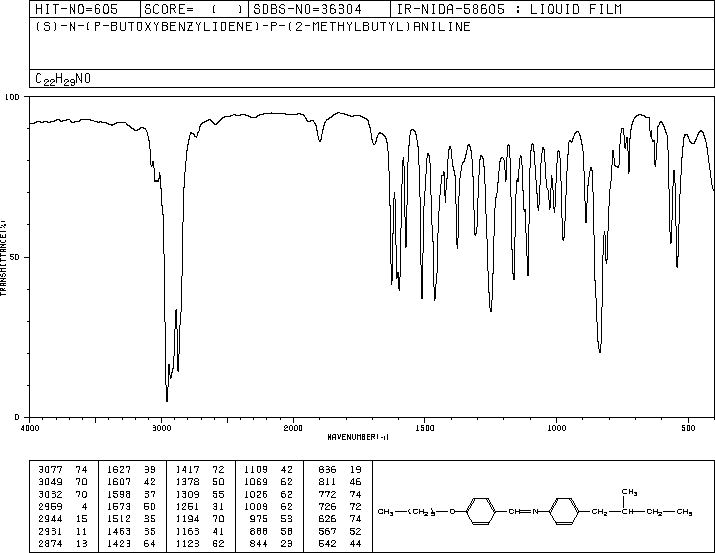 HIT-NO=605 SCORE= ( ) SDBS-NO=36304 IR-NIDA-58605 : LIQUID FILM
(S)-N-(P-BUTOXYBENZYLIDENE)-P-(2-METHYLBUTYL)ANILINE
C22H29NO
100
50
0
TRANSMITTANCE(%)
4000 3000 2000 1500 1000 500
WAVENUMBER(-1)
3077 74 1627 39 1417 72 1109 42 836 19
3049 70 1607 42 1378 50 1069 62 811 46
3032 70 1598 37 1309 55 1026 62 772 74
2959 4 1573 50 1251 31 1009 62 726 72
2944 15 1512 35 1194 70 975 53 626 74
2931 11 1463 35 1163 41 888 58 567 52
2874 13 1423 64 1123 62 844 29 542 44
CH3
CH3 (CH2)3 O CH N CH2 CH CH2 CH3